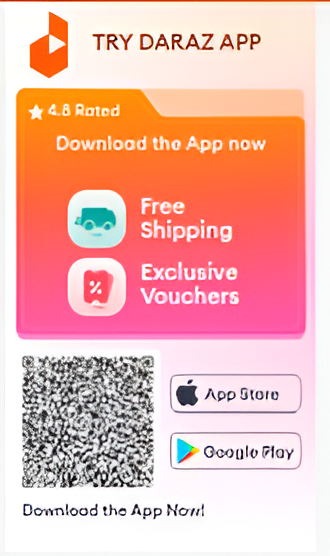 TRY DARAZ APP
4.8 Rated
Download the App now
Free
Shipping
Exclusive
Vouchers
App Store
Google Play
Download the App Now!